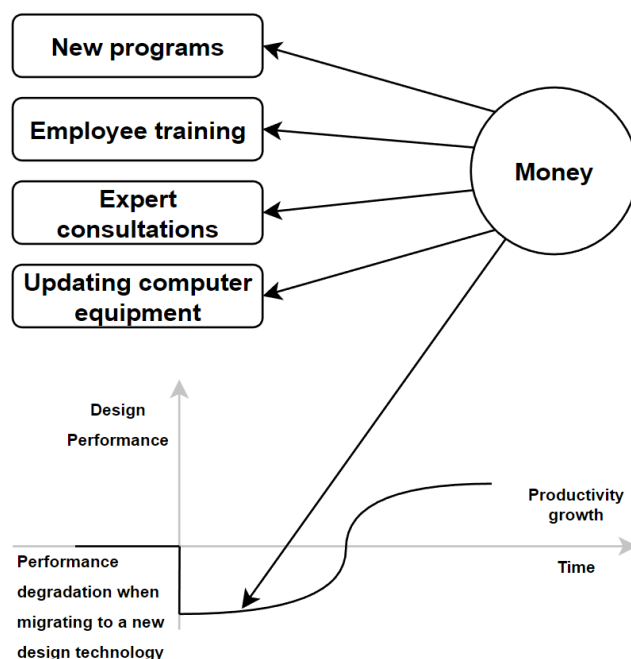 New programs
Employee training
Expert
consultations
Updating computer
equipment
Money
Design
Performance
Productivity
growth
Time
Performance
degradation when
migrating to a new
design technology